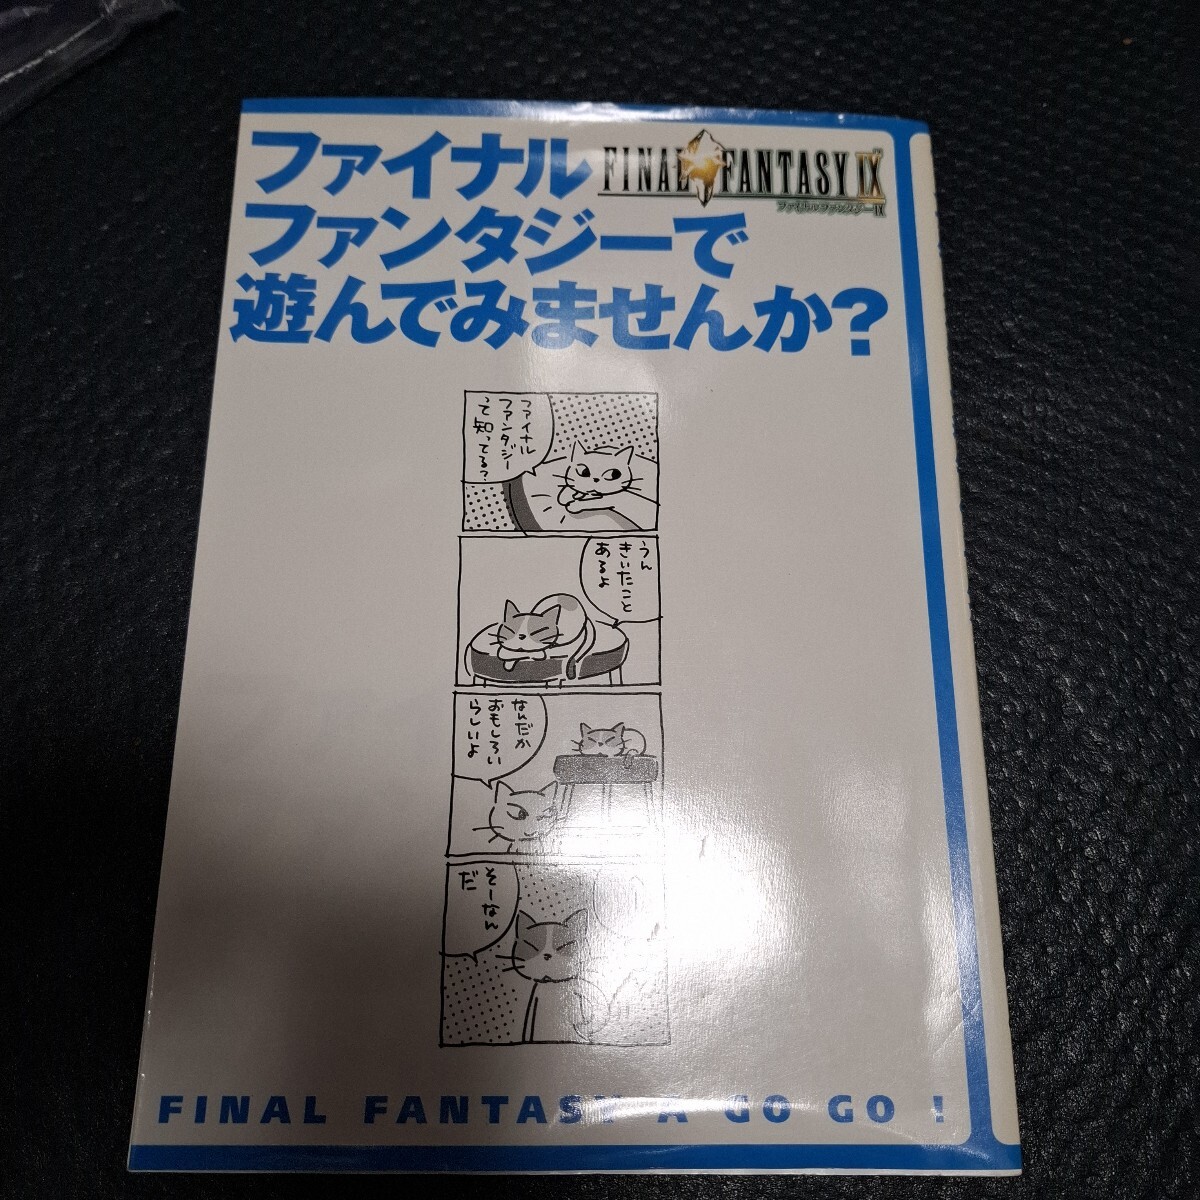 ファイナル
ファンタジーで
遊んでみませんか？
FINAL FANTASY IX
ファイナルファンタジーIX
ファイナル
ファンタジー
って知ってる？
うん
きいたこと
あるよ
なんだか
おもしろい
らしいよ
そーなん
だ
FINAL FANTASY A GO GO !